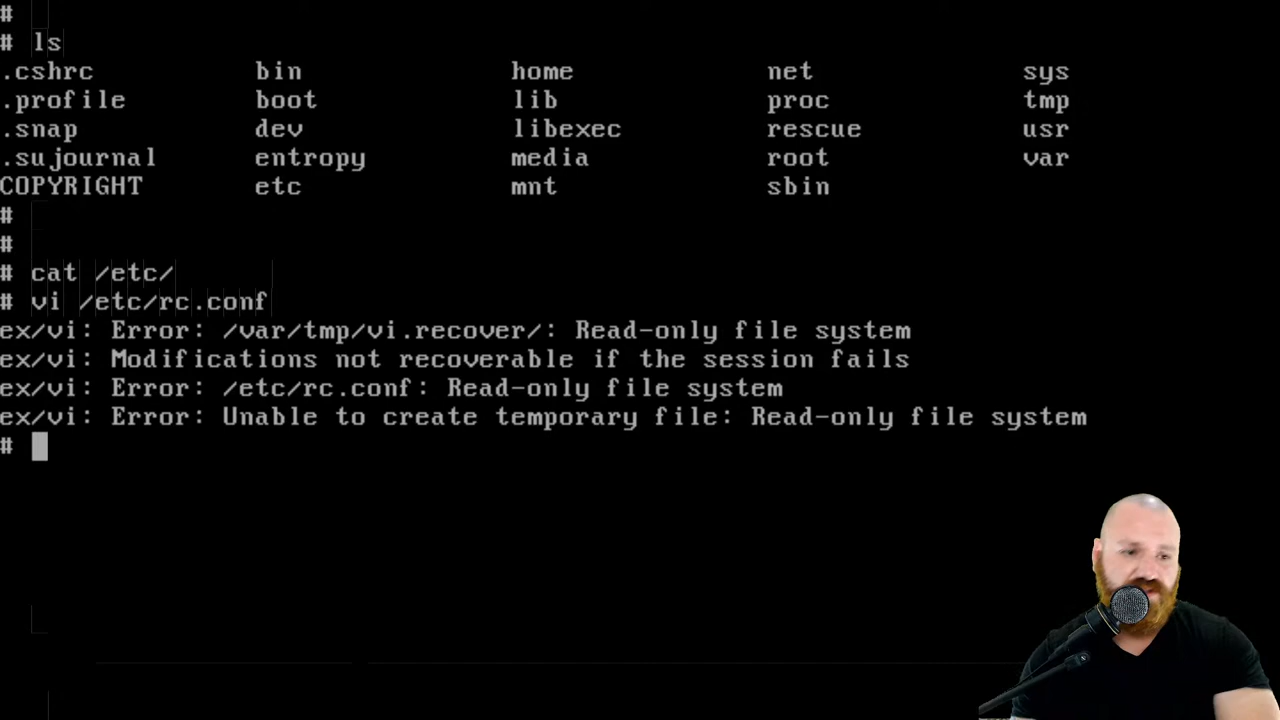 #
# ls
.cshrc bin home net sys
.profile boot lib proc tmp
.snap dev libexec rescue usr
.sujournal entropy media root var
COPYRIGHT etc mnt sbin
#
#
# cat /etc/
# vi /etc/rc.conf
ex/vi: Error: /var/tmp/vi.recover/: Read-only file system
ex/vi: Modifications not recoverable if the session fails
ex/vi: Error: /etc/rc.conf: Read-only file system
ex/vi: Error: Unable to create temporary file: Read-only file system
#